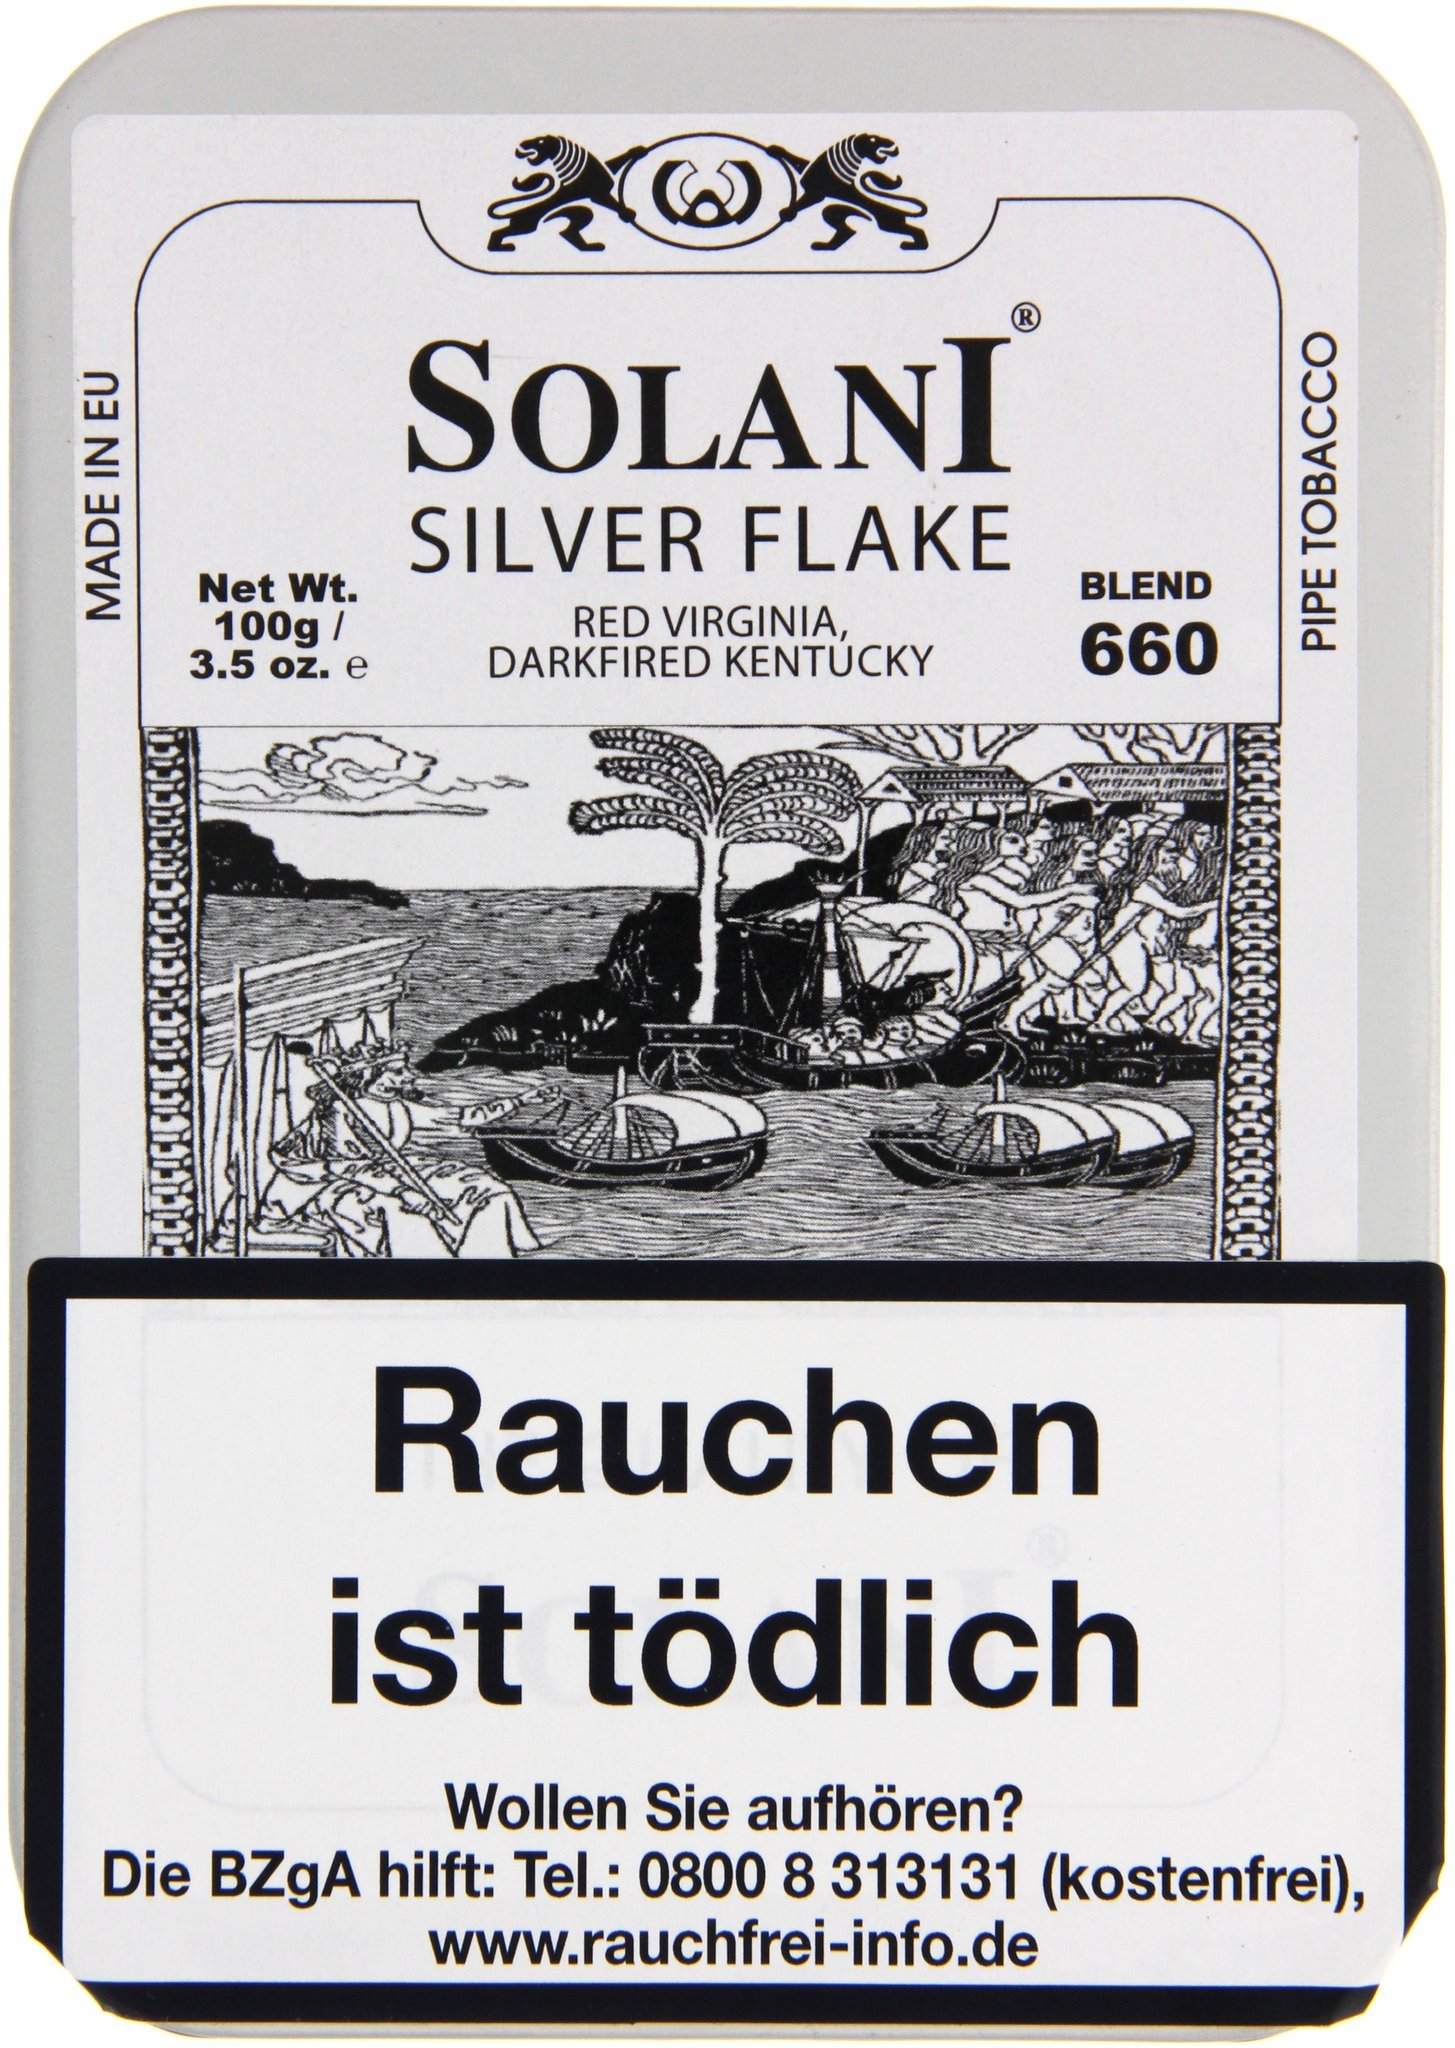 SOLANI®
SILVER FLAKE
Net Wt.
100g /
3.5 oz. e
RED VIRGINIA,
DARKFIRED KENTUCKY
BLEND
660
MADE IN EU
PIPE TOBACCO
Rauchen
ist tödlich
Wollen Sie aufhören?
Die BZgA hilft: Tel.: 0800 8 313131 (kostenfrei),
www.rauchfrei-info.de